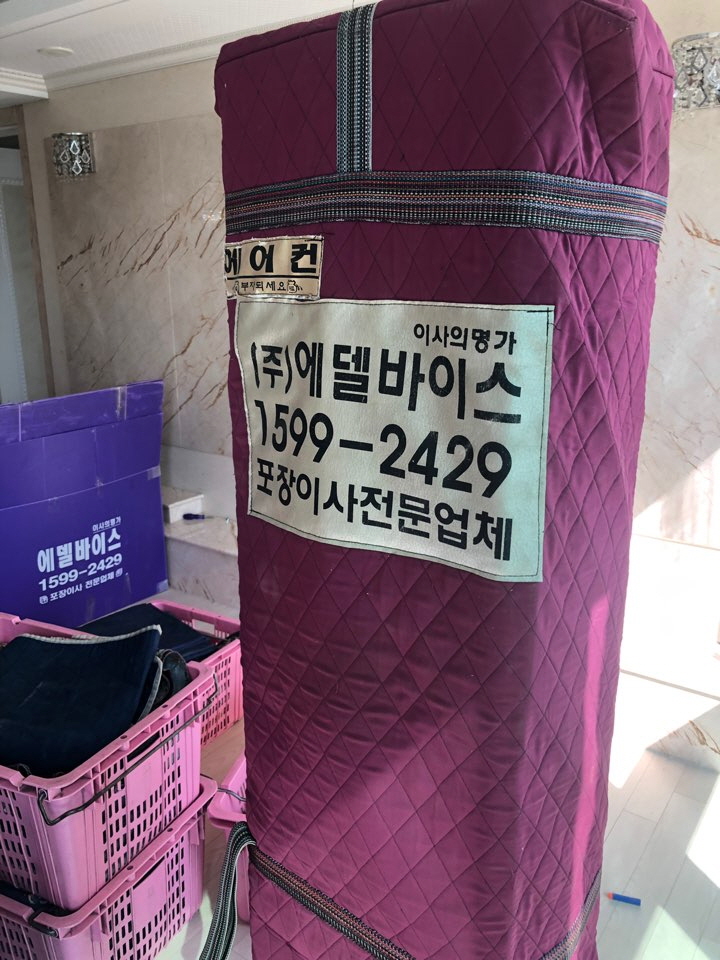 에어컨
부자되세요
이사의명가
(주)에델바이스
1599-2429
포장이사전문업체
이사의명가
에델바이스
1599-2429
포장이사 전문업체